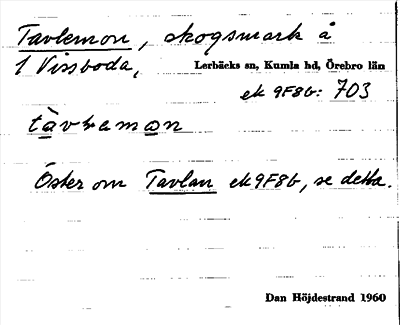 Tavlemon, skogsmark å
1 Vissboda,
Lerbäcks sn, Kumla hd, Örebro län
ek 9F8b: 703
Öster om Tavlan ek 9F8b, se detta.
Dan Höjdestrand 1960